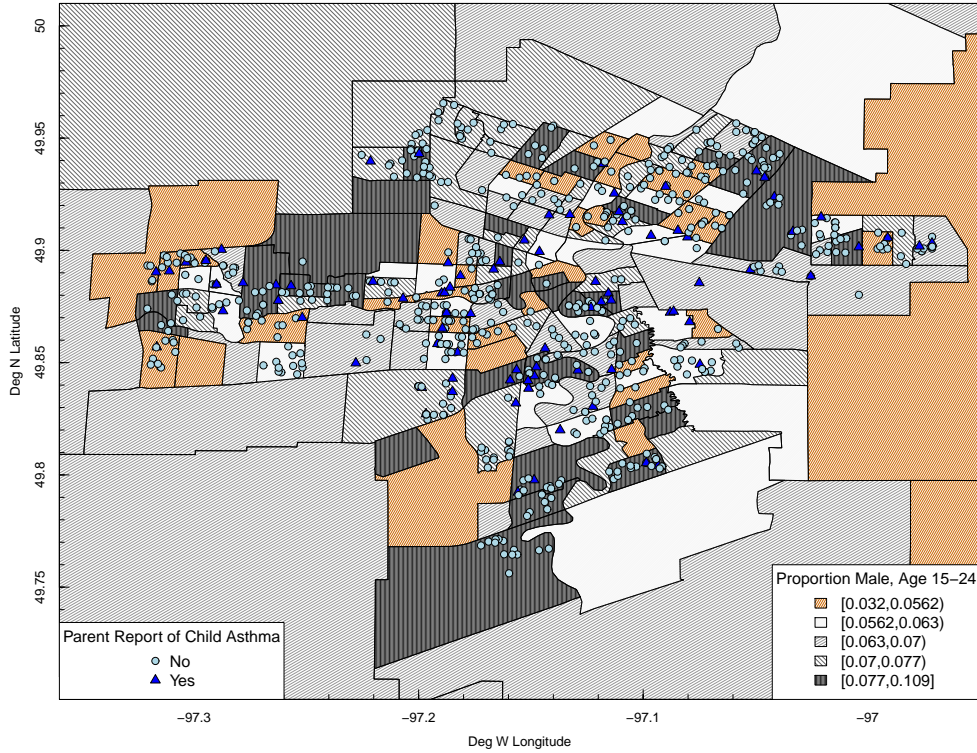 50
49.95
49.9
49.85
49.8
49.75
Deg N Latitude
−97.3
−97.2
−97.1
−97
Deg W Longitude
Parent Report of Child Asthma
No
Yes
Proportion Male, Age 15−24
[0.032,0.0562)
[0.0562,0.063)
[0.063,0.07)
[0.07,0.077)
[0.077,0.109]